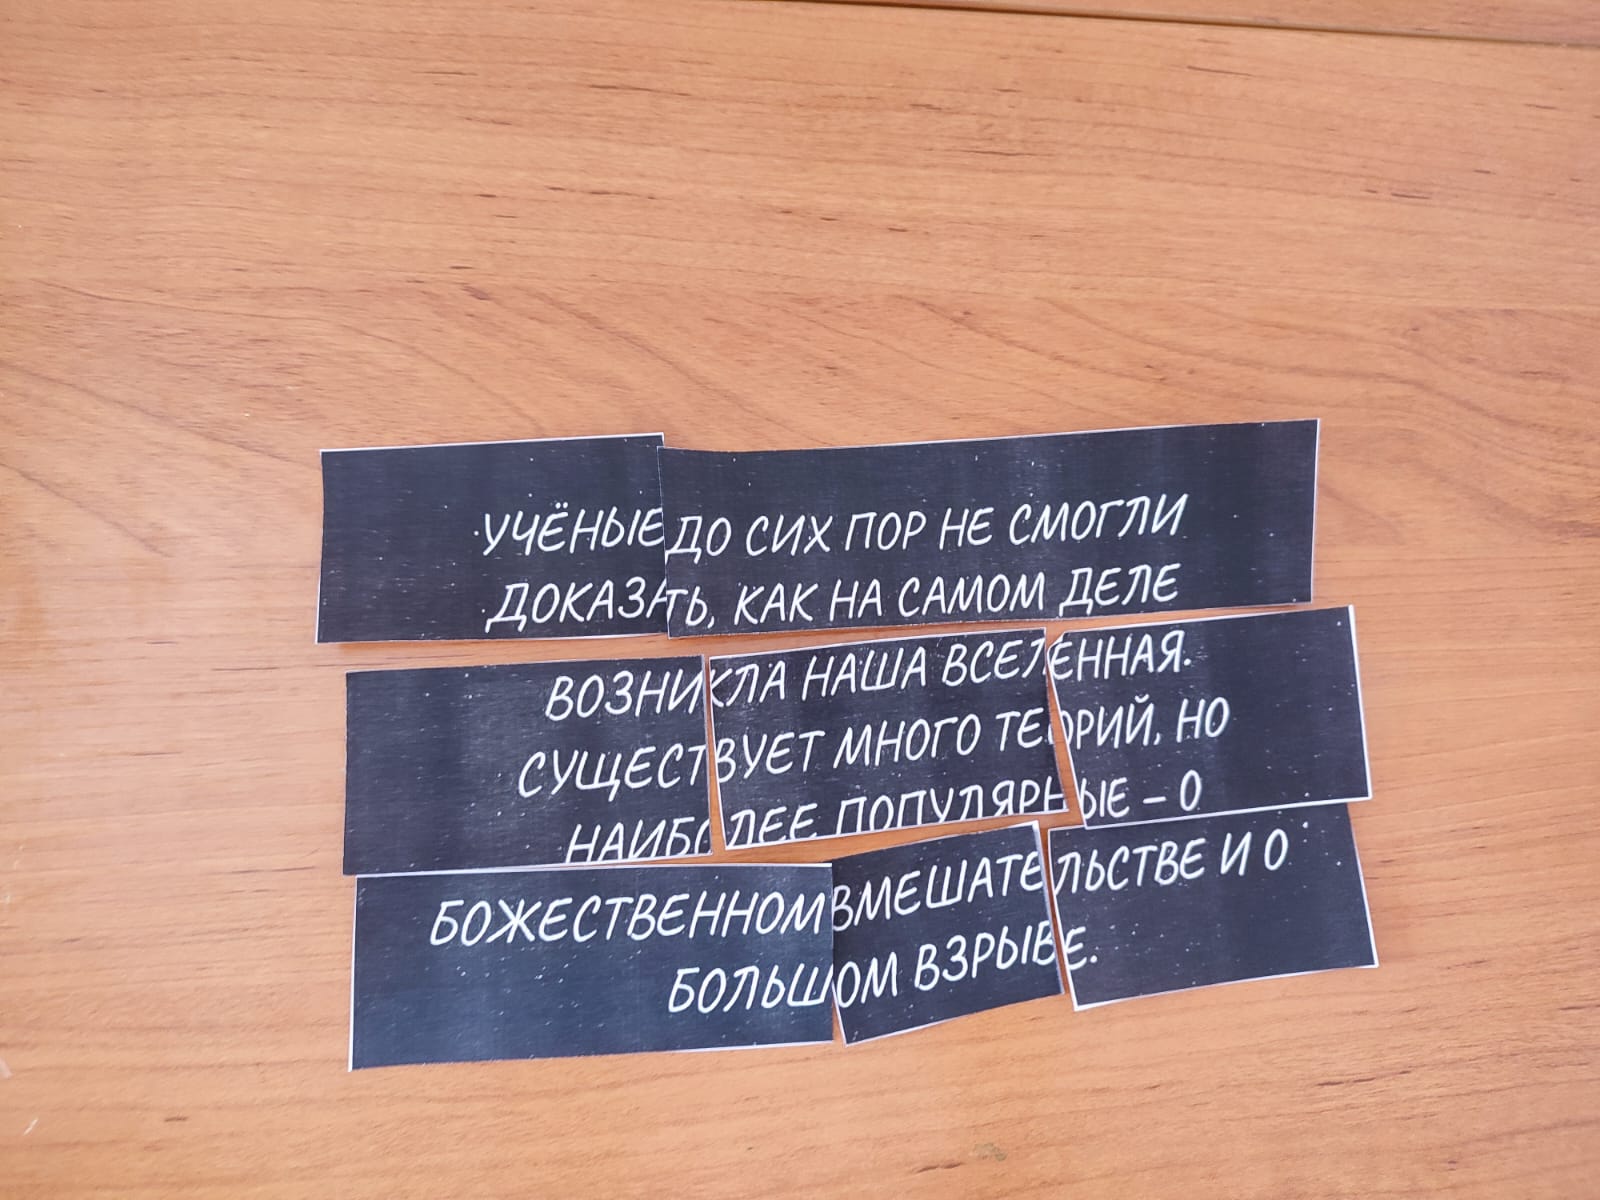 УЧЁНЫЕ ДО СИХ ПОР НЕ СМОГЛИ
ДОКАЗАТЬ, КАК НА САМОМ ДЕЛЕ
ВОЗНИКЛА НАША ВСЕЛЕННАЯ.
СУЩЕСТВУЕТ МНОГО ТЕОРИЙ, НО
НАИБОЛЕЕ ПОПУЛЯРНЫЕ – О
БОЖЕСТВЕННОМ ВМЕШАТЕЛЬСТВЕ И О
БОЛЬШОМ ВЗРЫВЕ.